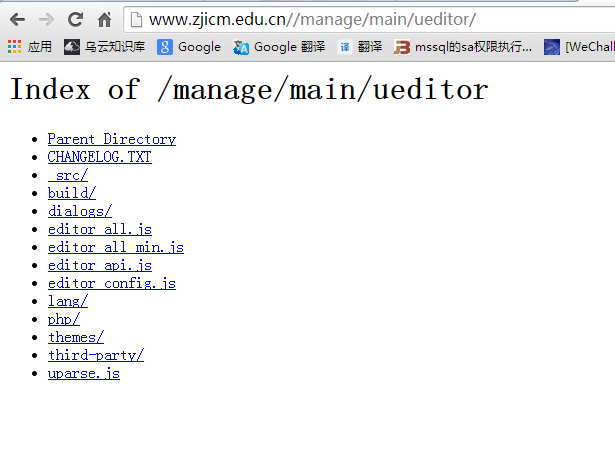 www.zjicm.edu.cn//manage/main/ueditor/
应用 乌云知识库 Google Google 翻译 译 翻译 mssql的sa权限执行... [WeChall
Index of /manage/main/ueditor
Parent Directory
CHANGELOG.TXT
_src/
build/
dialogs/
editor_all.js
editor_all_min.js
editor_api.js
editor_config.js
lang/
php/
themes/
third-party/
uparse.js